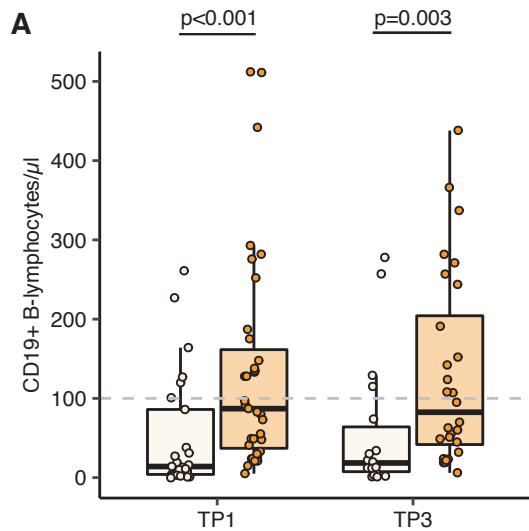 A
p<0.001
p=0.003
CD19+ B-lymphocytes/µl
500
400
300
200
100
0
TP1
TP3